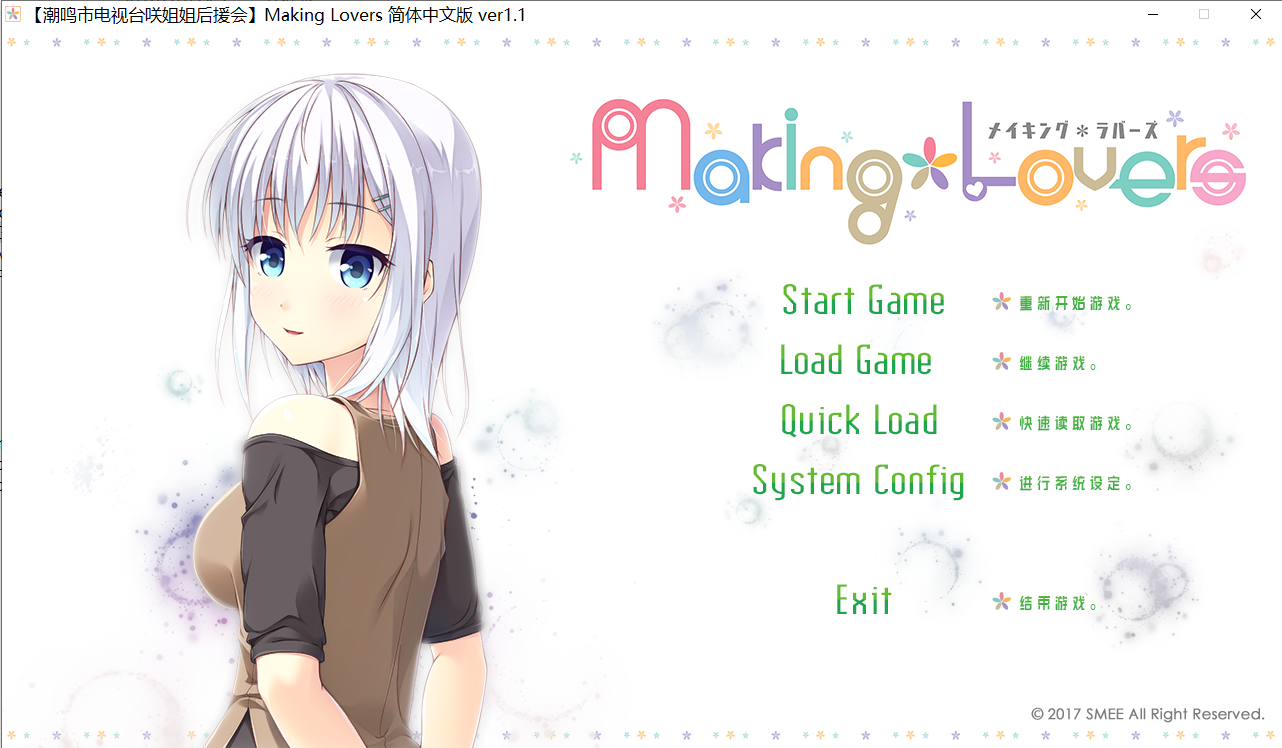 【潮鸣市电视台咲姐姐后援会】Making Lovers 简体中文版 ver1.1
メイキング＊ラバーズ
Making＊Lovers
Start Game 重新开始游戏。
Load Game 继续游戏。
Quick Load 快速读取游戏。
System Config 进行系统设定。
Exit 结束游戏。
© 2017 SMEE All Right Reserved.